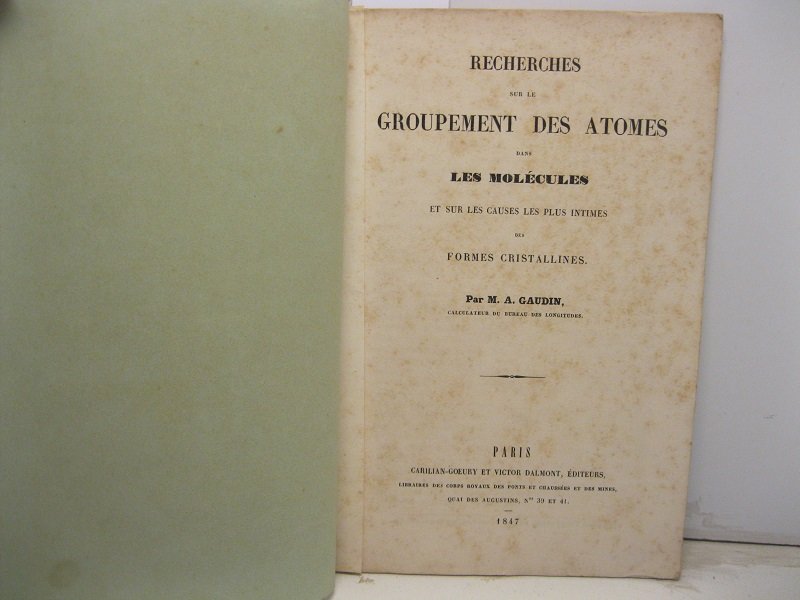 RECHERCHES
SUR LE
GROUPEMENT DES ATOMES
DANS
LES MOLÉCULES
ET SUR LES CAUSES LES PLUS INTIMES
DES
FORMES CRISTALLINES.
Par M. A. GAUDIN,
CALCULATEUR DU BUREAU DES LONGITUDES.
PARIS
CARILIAN-GOEURY ET VICTOR DALMONT, ÉDITEURS,
LIBRAIRES DES CORPS ROYAUX DES PONTS ET CHAUSSÉES ET DES MINES,
QUAI DES AUGUSTINS, Nos 39 ET 41.
1847